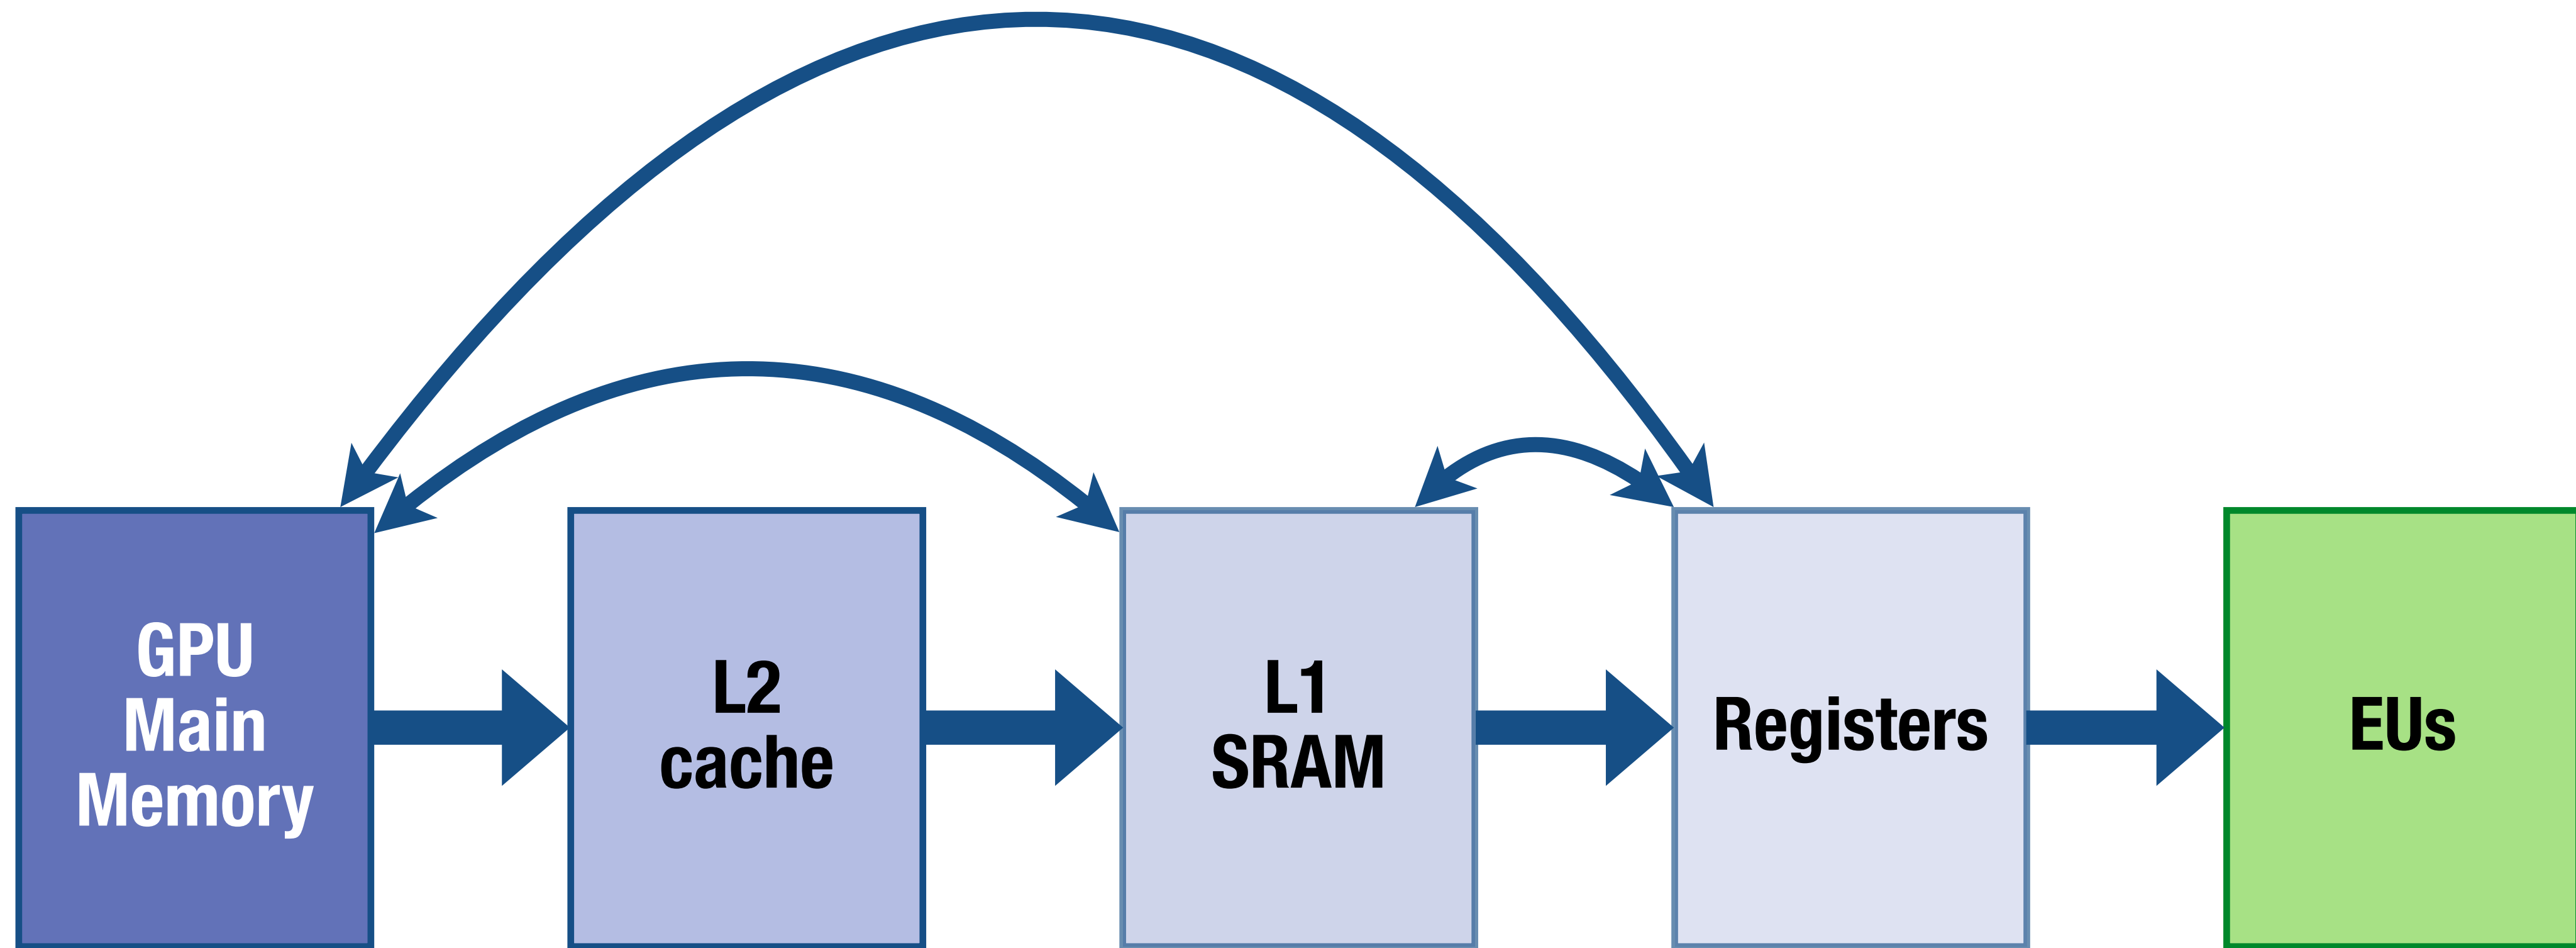 GPU
Main
Memory
L2
cache
L1
SRAM
Registers
EUs